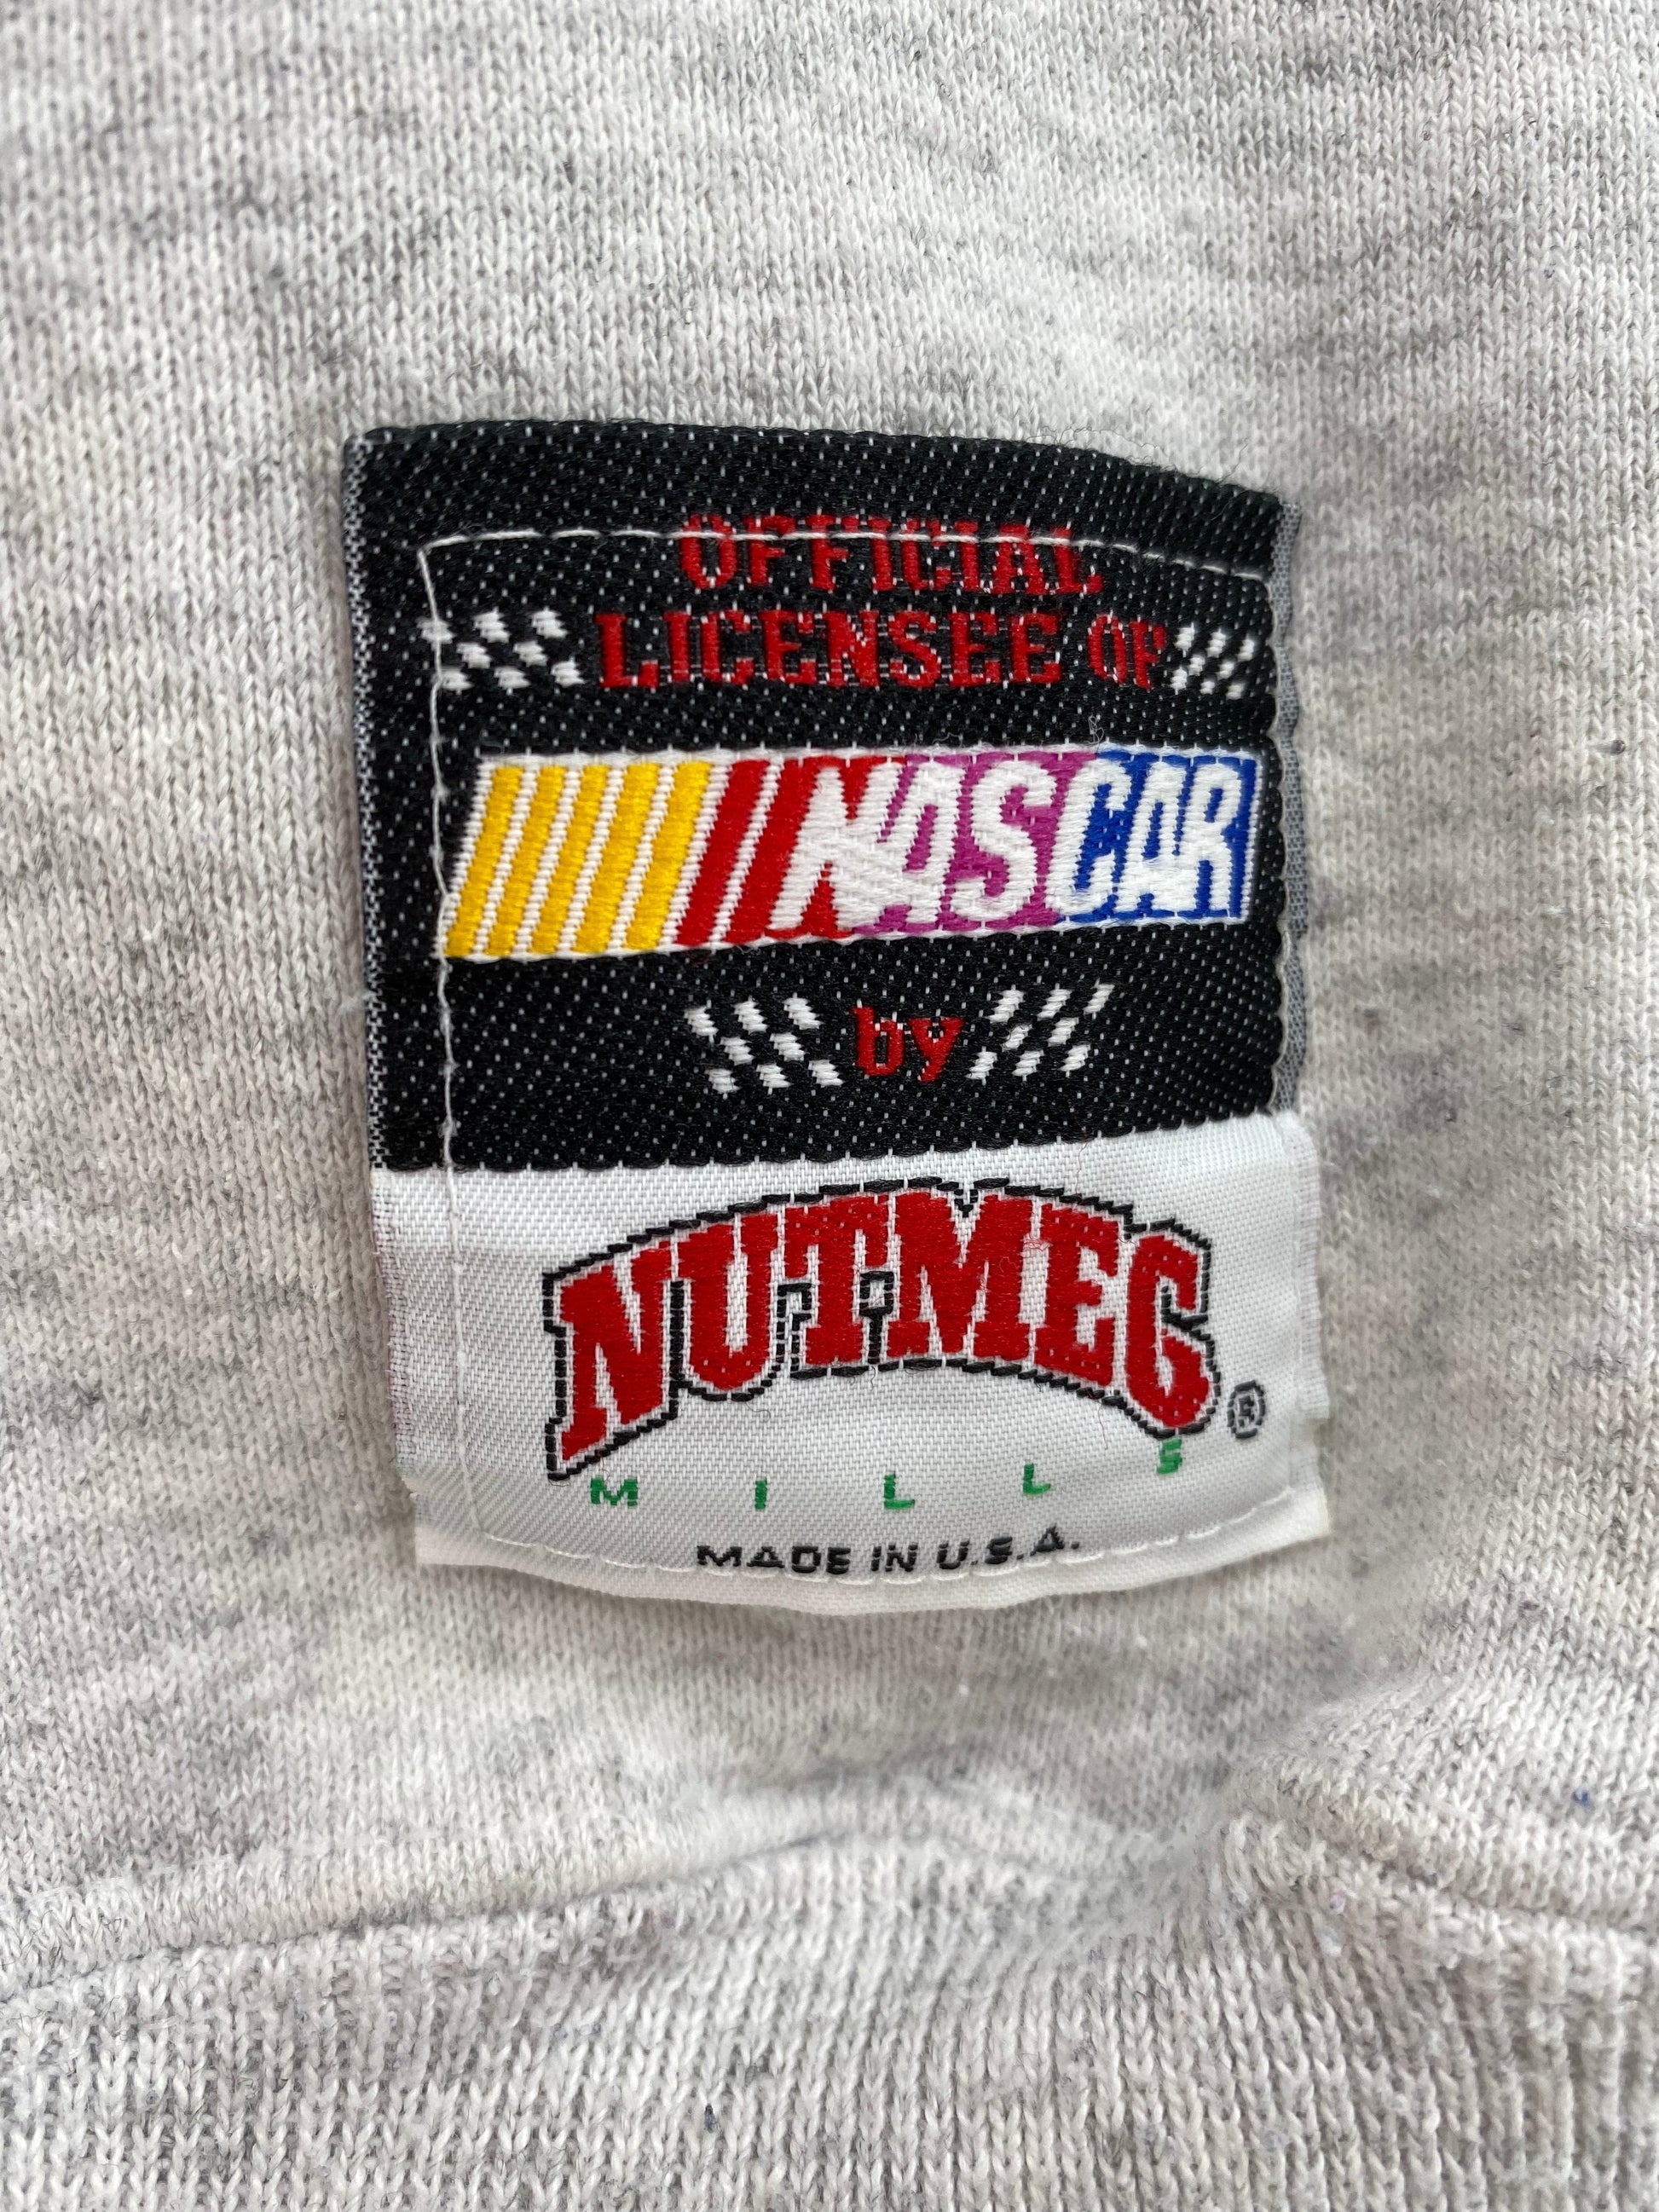 OFFICIAL
LICENSEE OF
NASCAR
by
NUTMEG®
MILLS
MADE IN U.S.A.